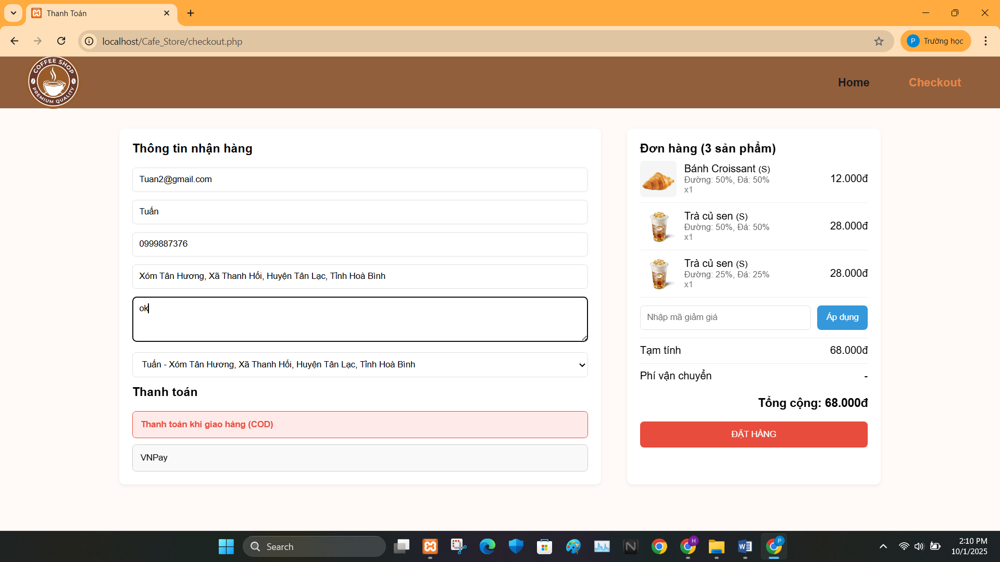 Thanh Toán
localhost/Cafe_Store/checkout.php
P
Trường học
COFFEE SHOP
PREMIUM QUALITY
Home
Checkout
Thông tin nhận hàng
Tuan2@gmail.com
Tuấn
0999887376
Xóm Tân Hương, Xã Thanh Hối, Huyện Tân Lạc, Tỉnh Hoà Bình
ok
Tuấn - Xóm Tân Hương, Xã Thanh Hối, Huyện Tân Lạc, Tỉnh Hoà Bình
Thanh toán
Thanh toán khi giao hàng (COD)
VNPay
Đơn hàng (3 sản phẩm)
Bánh Croissant (S)
Đường: 50%, Đá: 50%
x1
12.000đ
Trà củ sen (S)
Đường: 50%, Đá: 50%
x1
28.000đ
Trà củ sen (S)
Đường: 25%, Đá: 25%
x1
28.000đ
Nhập mã giảm giá
Áp dụng
Tạm tính
68.000đ
Phí vận chuyển
-
Tổng cộng: 68.000đ
ĐẶT HÀNG
Search
N
H
W
P
2:10 PM
10/1/2025